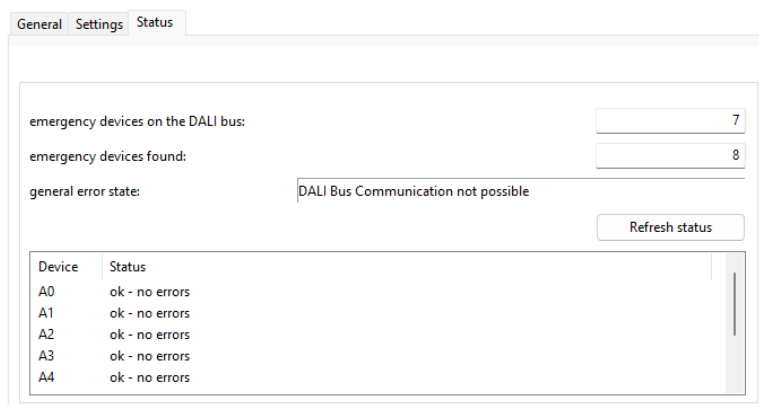 General Settings Status
emergency devices on the DALI bus: 7
emergency devices found: 8
general error state: DALI Bus Communication not possible
Refresh status
Device Status
A0 ok - no errors
A1 ok - no errors
A2 ok - no errors
A3 ok - no errors
A4 ok - no errors